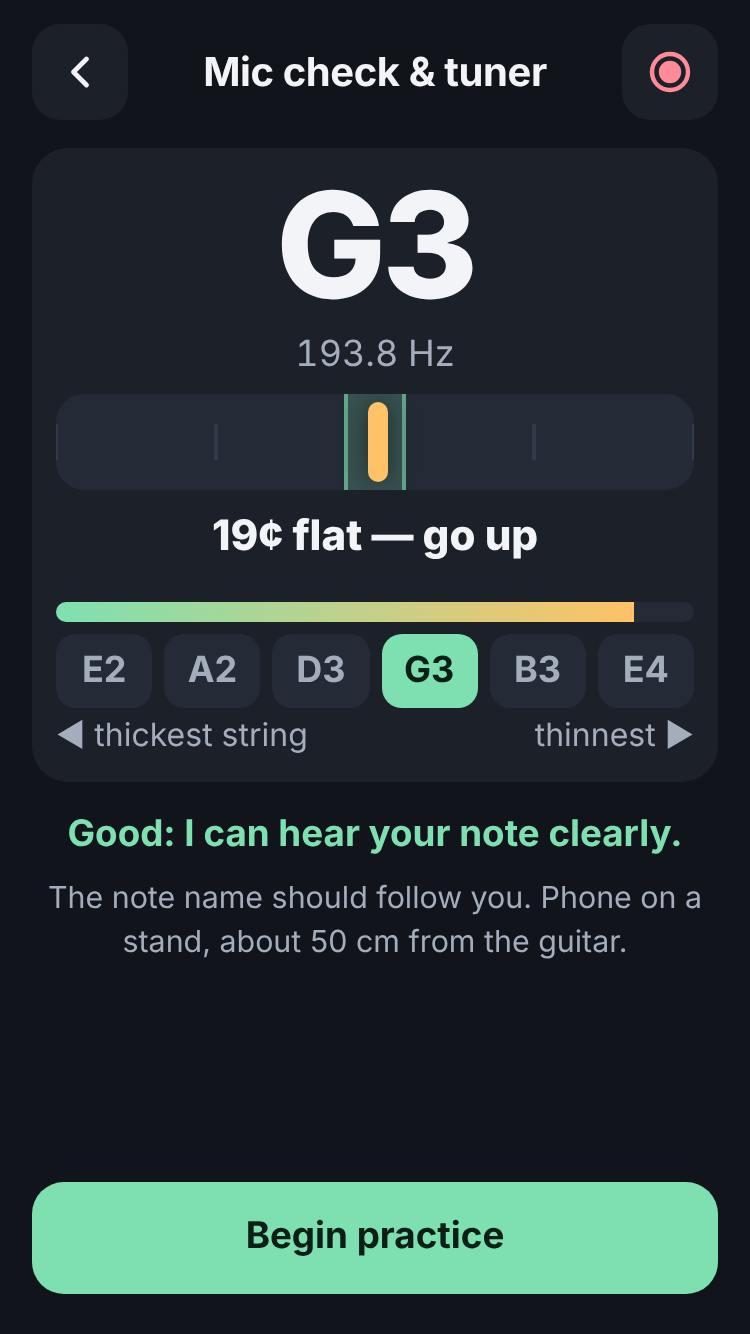 Mic check & tuner
G3
193.8 Hz
19¢ flat — go up
E2 A2 D3 G3 B3 E4
◀ thickest string thinnest ▶
Good: I can hear your note clearly.
The note name should follow you. Phone on a
stand, about 50 cm from the guitar.
Begin practice